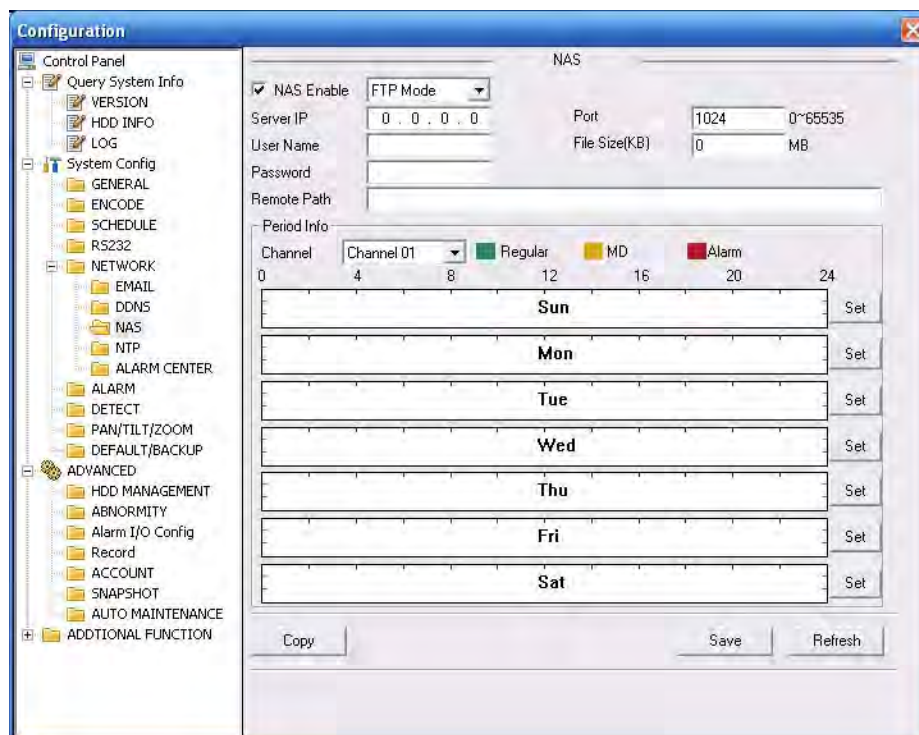 Configuration
Control Panel
Query System Info
VERSION
HDD INFO
LOG
System Config
GENERAL
ENCODE
SCHEDULE
RS232
NETWORK
EMAIL
DDNS
NAS
NTP
ALARM CENTER
ALARM
DETECT
PAN/TILT/ZOOM
DEFAULT/BACKUP
ADVANCED
HDD MANAGEMENT
ABNORMITY
Alarm I/O Config
Record
ACCOUNT
SNAPSHOT
AUTO MAINTENANCE
ADDTIONAL FUNCTION
NAS
NAS Enable FTP Mode
Server IP 0 . 0 . 0 . 0 Port 1024 0~65535
User Name File Size(KB) 0 MB
Password
Remote Path
Period Info
Channel Channel 01 Regular MD Alarm
0 4 8 12 16 20 24
Sun Set
Mon Set
Tue Set
Wed Set
Thu Set
Fri Set
Sat Set
Copy Save Refresh